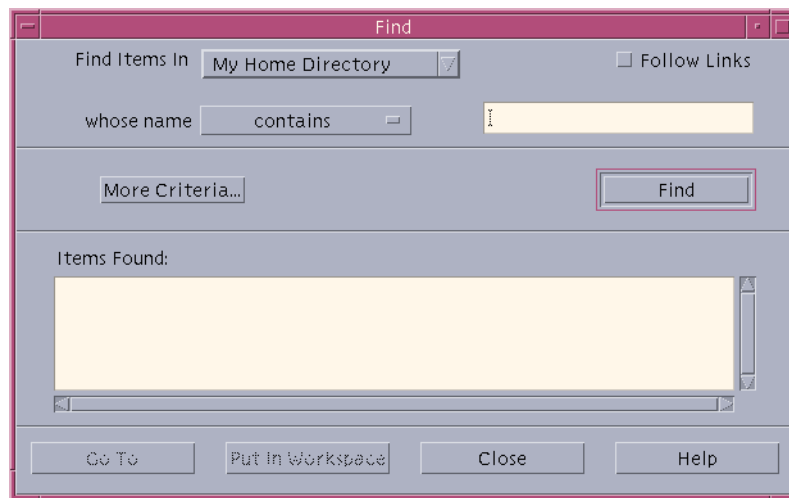 Find
Find Items In My Home Directory Follow Links
whose name contains
More Criteria... Find
Items Found:
Go To Put In Workspace Close Help